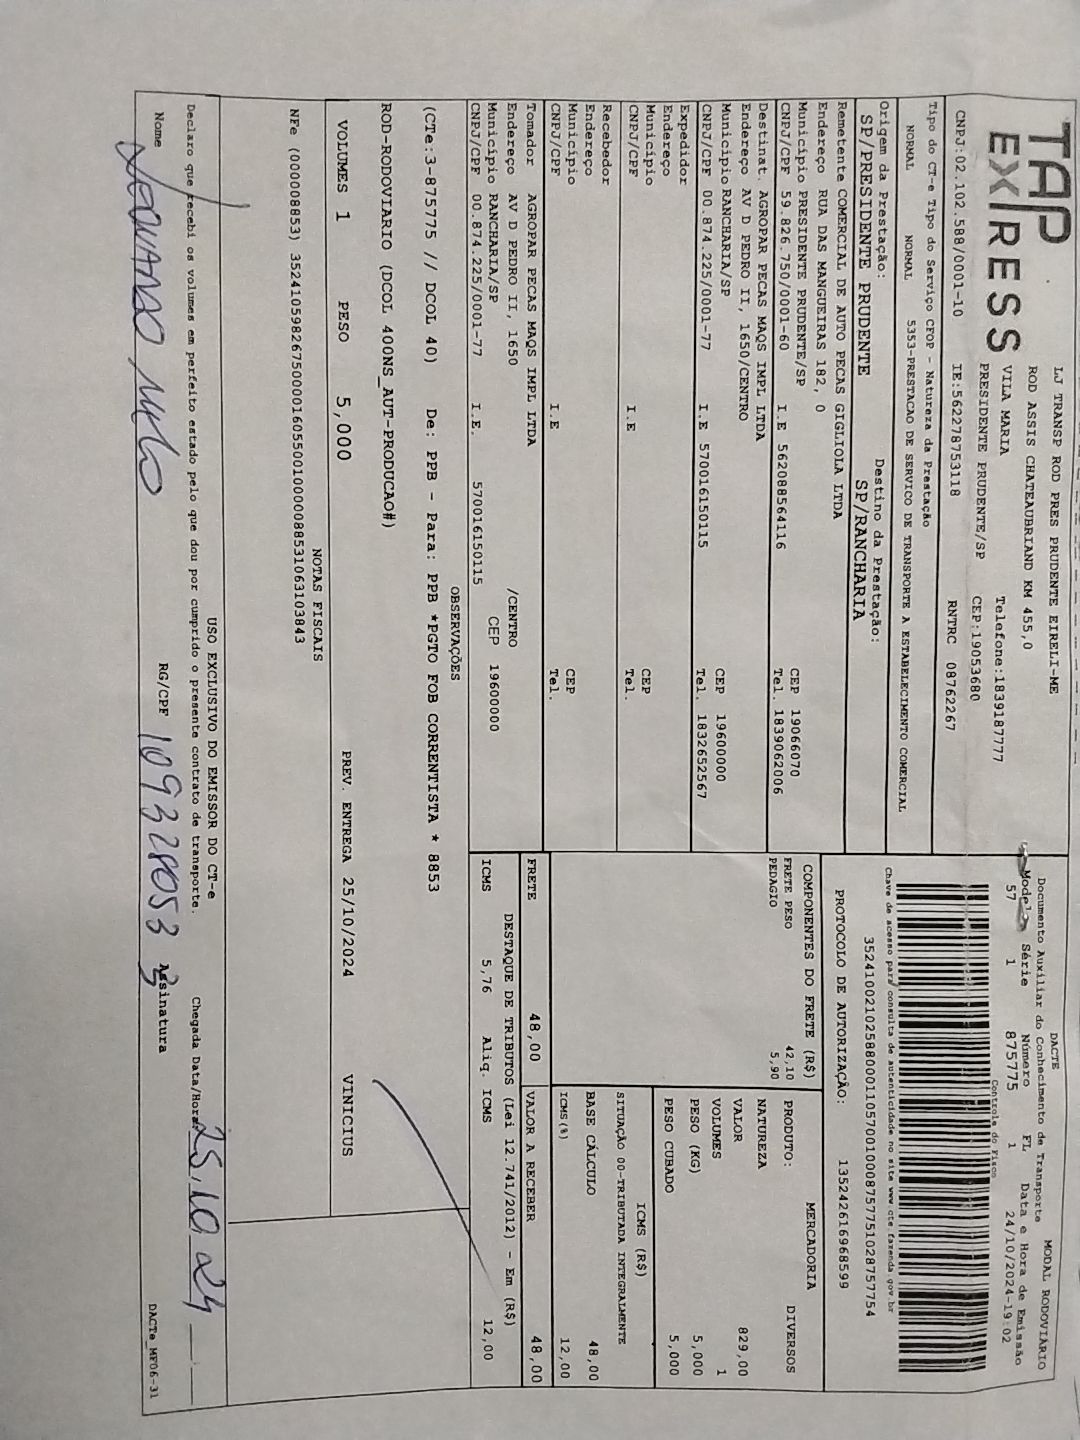 TAP
EXPRESS
LJ TRANSP ROD PRES PRUDENTE EIRELI-ME
ROD ASSIS CHATEAUBRIAND KM 455,0
VILA MARIA Telefone:1839187777
PRESIDENTE PRUDENTE/SP CEP:19053680
CNPJ:02.102.588/0001-10 IE:562278753118 RNTRC 08762267
Tipo do CT-e Tipo do Serviço CFOP - Natureza da Prestação
NORMAL NORMAL 5353-PRESTACAO DE SERVICO DE TRANSPORTE A ESTABELECIMENTO COMERCIAL
Origem da Prestação: Destino da Prestação:
SP/PRESIDENTE PRUDENTE SP/RANCHARIA
Remetente COMERCIAL DE AUTO PECAS GIGLIOLA LTDA
Endereço RUA DAS MANGUEIRAS 182, 0
Município PRESIDENTE PRUDENTE/SP CEP 19066070
CNPJ/CPF 59.826.750/0001-60 I.E 562088564116 Tel. 1839062006
Destinat. AGROPAR PECAS MAQS IMPL LTDA
Endereço AV D PEDRO II, 1650/CENTRO
Município RANCHARIA/SP CEP 19600000
CNPJ/CPF 00.874.225/0001-77 I.E 570016150115 Tel. 1832652567
Expedidor
Endereço
Município CEP
CNPJ/CPF I.E Tel.
Recebedor
Endereço
Município CEP
CNPJ/CPF I.E Tel.
Tomador AGROPAR PECAS MAQS IMPL LTDA
Endereço AV D PEDRO II, 1650 /CENTRO
Município RANCHARIA/SP CEP 19600000
CNPJ/CPF 00.874.225/0001-77 I.E. 570016150115
DACTE
Documento Auxiliar do Conhecimento de Transporte MODAL RODOVIÁRIO
Modelo Série Número FL Data e Hora de Emissão
57 1 875775 1 24/10/2024-19:02
Controle do Fisco
Chave de acesso para consulta de autenticidade no site www.cte.fazenda.gov.br
35241002102588000110570010008757751028757754
PROTOCOLO DE AUTORIZAÇÃO: 135242616968599
COMPONENTES DO FRETE (R$)
FRETE PESO 42,10
PEDAGIO 5,90
MERCADORIA
PRODUTO: DIVERSOS
NATUREZA
VALOR 829,00
VOLUMES 1
PESO (KG) 5,000
PESO CUBADO 5,000
ICMS (R$)
SITUAÇÃO 00-TRIBUTADA INTEGRALMENTE
BASE CÁLCULO 48,00
ICMS(%) 12,00
FRETE 48,00 VALOR A RECEBER 48,00
DESTAQUE DE TRIBUTOS (Lei 12.741/2012) - Em (R$)
ICMS 5,76 Aliq. ICMS 12,00
OBSERVAÇÕES
(CTe:3-875775 // DCOL 40) De: PPB - Para: PPB *PGTO FOB CORRENTISTA * 8853
ROD-RODOVIARIO (DCOL 400NS_AUT-PRODUCAO#)
VOLUMES 1 PESO 5,000 PREV. ENTREGA 25/10/2024 VINICIUS
NOTAS FISCAIS
NFe (000008853) 35241059826750000160550010000088531063103843
USO EXCLUSIVO DO EMISSOR DO CT-e
Declaro que recebi os volumes em perfeito estado pelo que dou por cumprido o presente contrato de transporte. Chegada Data/Hora: 25,10 24
Nome RG/CPF 109328053 3 Assinatura
DACTe_MF06-31